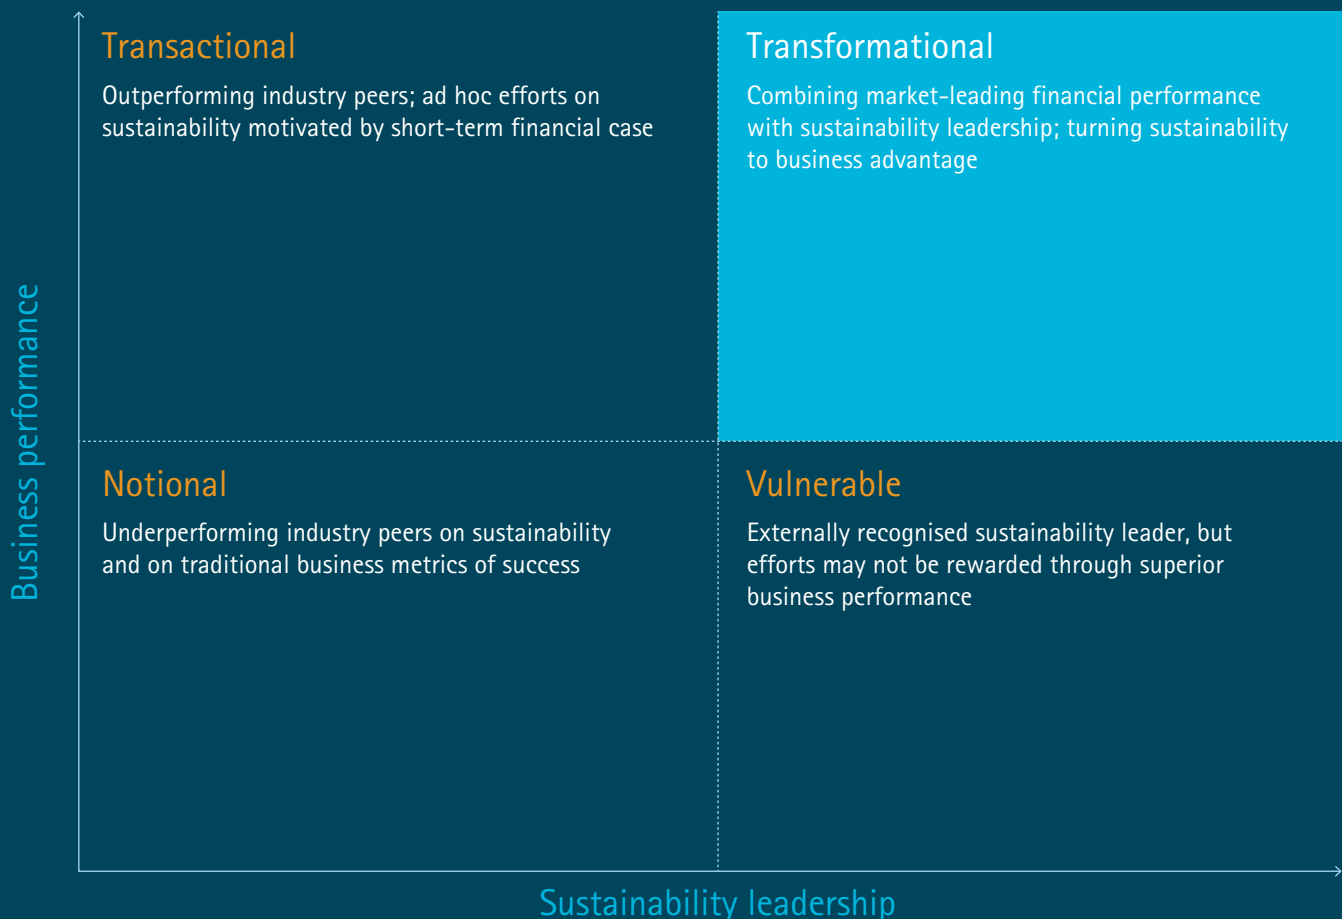 Transactional
Outperforming industry peers; ad hoc efforts on
sustainability motivated by short-term financial case
Transformational
Combining market-leading financial performance
with sustainability leadership; turning sustainability
to business advantage
Business performance
Notional
Underperforming industry peers on sustainability
and on traditional business metrics of success
Vulnerable
Externally recognised sustainability leader, but
efforts may not be rewarded through superior
business performance
Sustainability leadership